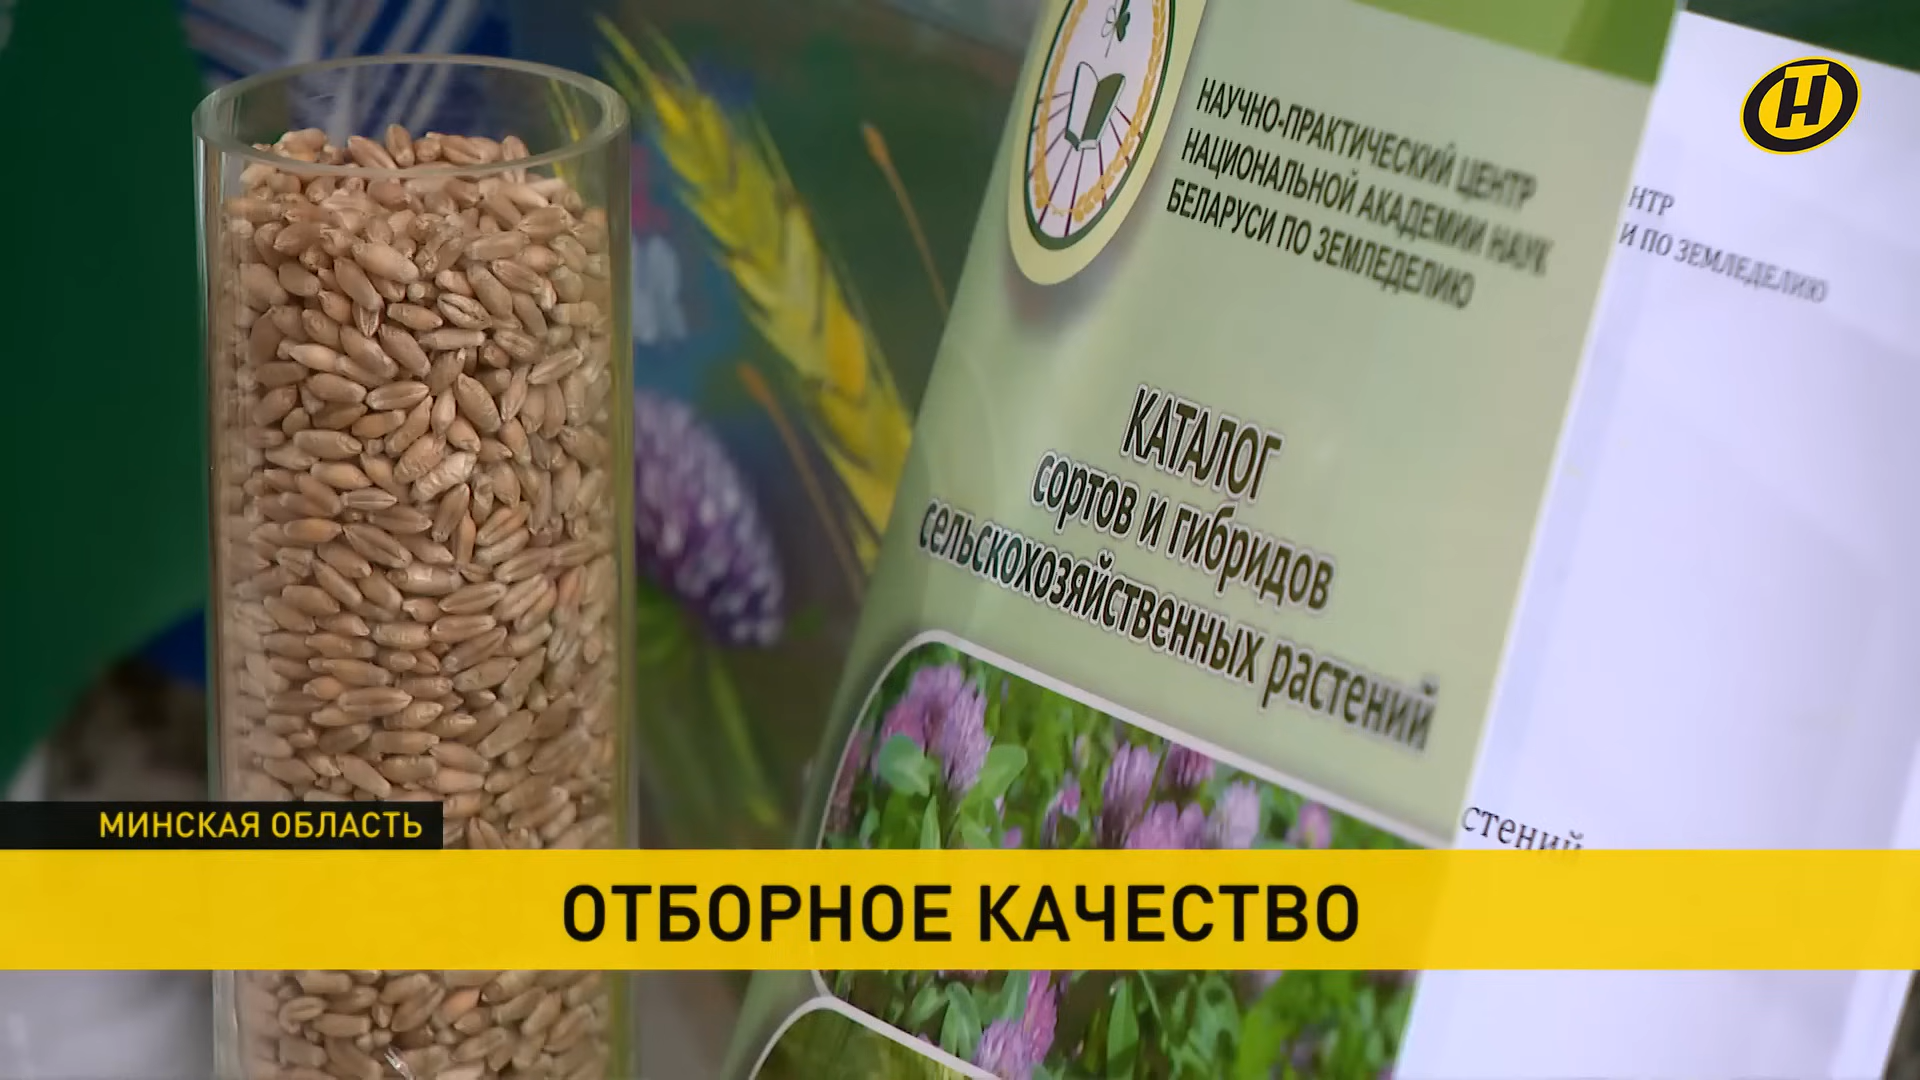 НТ
НАУЧНО-ПРАКТИЧЕСКИЙ ЦЕНТР
НАЦИОНАЛЬНОЙ АКАДЕМИИ НАУК
БЕЛАРУСИ ПО ЗЕМЛЕДЕЛИЮ
НТР
И ПО ЗЕМЛЕДЕЛИЮ
КАТАЛОГ
сортов и гибридов
сельскохозяйственных растений
стений
МИНСКАЯ ОБЛАСТЬ
ОТБОРНОЕ КАЧЕСТВО